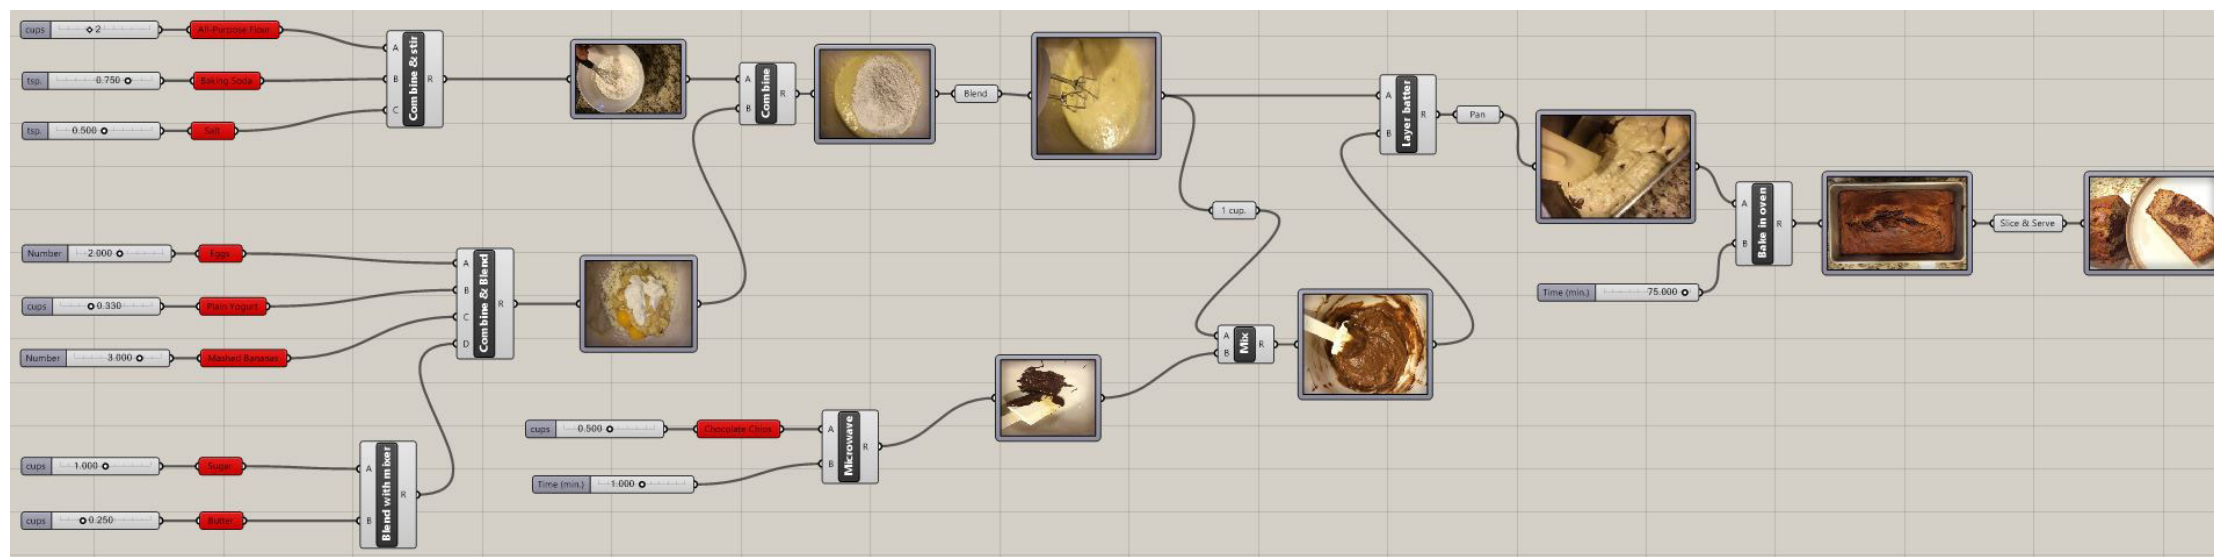 cups 2 All-Purpose Flour
tsp. 0.750 Baking Soda
tsp. 0.500 Salt
A B C Combine & stir R
Number 2.000 Eggs
cups 0.330 Plain Yogurt
Number 3.000 Mashed Bananas
A B C D Combine & Blend R
cups 1.000 Sugar
cups 0.250 Butter
A B Blend with mixer R
A B Combine R
Blend
cups 0.500 Chocolate Chips
Time (min.) 1.000
A B Microwave R
1 cup.
A B Mix R
A B Layer batter R
Pan
Time (min.) 75.000
A B Bake in oven R
Slice & Serve